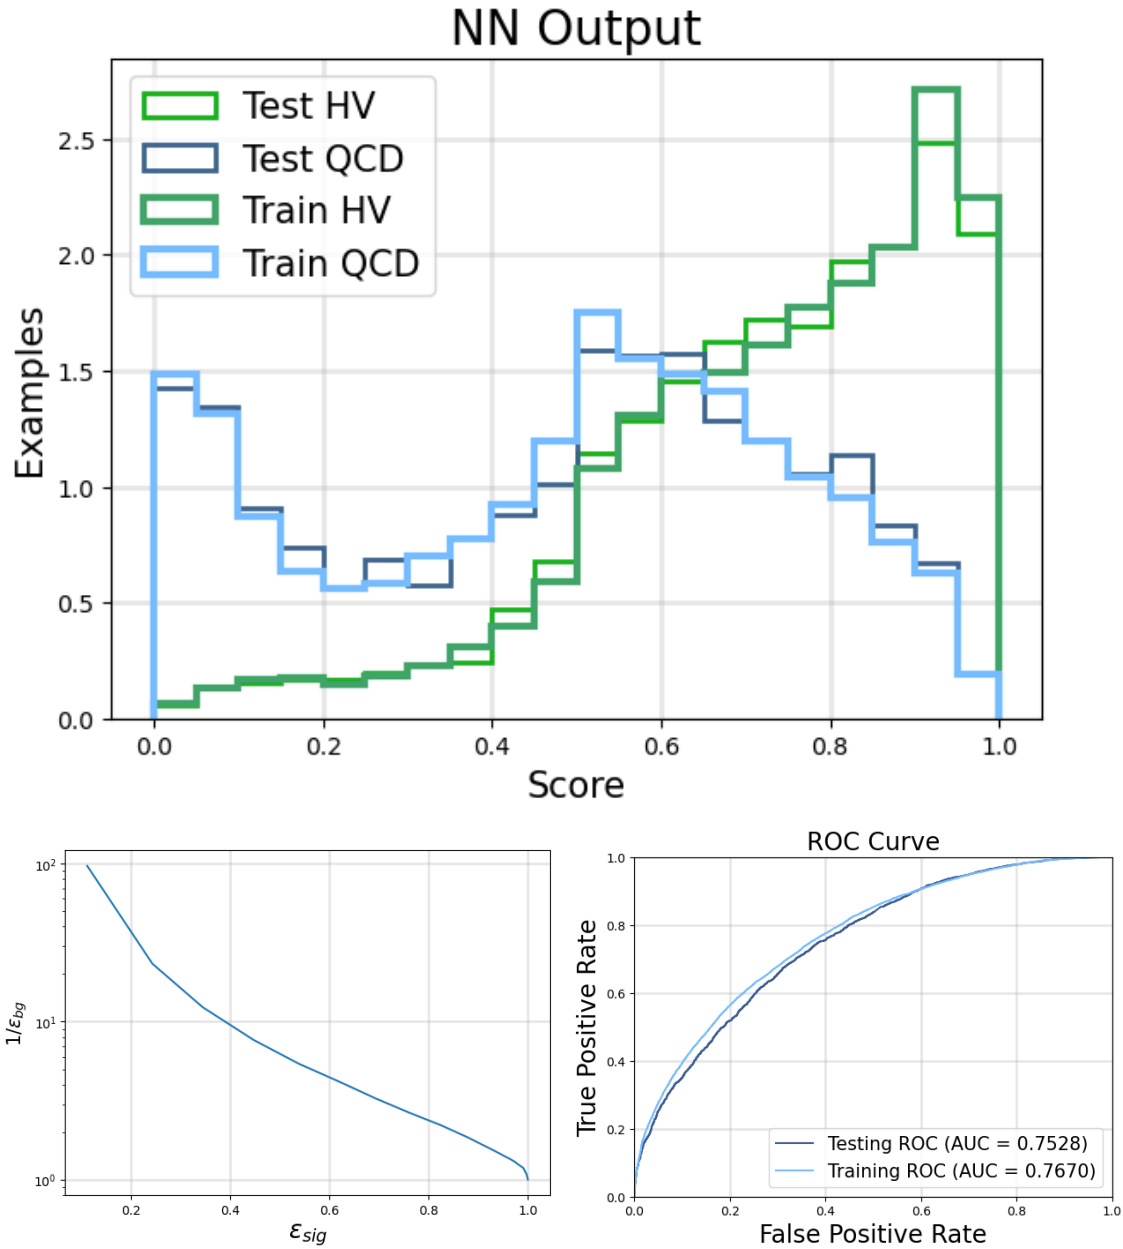 NN Output
Test HV
Test QCD
Train HV
Train QCD
Examples
2.5
2.0
1.5
1.0
0.5
0.0
0.0 0.2 0.4 0.6 0.8 1.0
Score
1/ε_bg
10²
10¹
10⁰
0.2 0.4 0.6 0.8 1.0
ε_sig
ROC Curve
True Positive Rate
1.0
0.8
0.6
0.4
0.2
0.0
Testing ROC (AUC = 0.7528)
Training ROC (AUC = 0.7670)
0.0 0.2 0.4 0.6 0.8 1.0
False Positive Rate